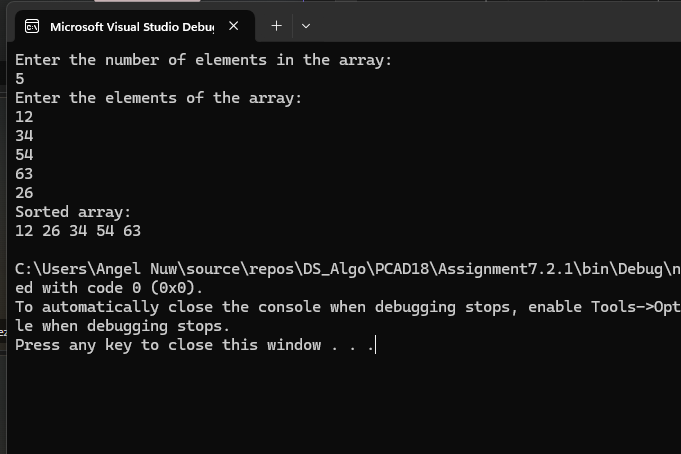 Microsoft Visual Studio Debu
Enter the number of elements in the array:
5
Enter the elements of the array:
12
34
54
63
26
Sorted array:
12 26 34 54 63
C:\Users\Angel Nuw\source\repos\DS_Algo\PCAD18\Assignment7.2.1\bin\Debug\n
ed with code 0 (0x0).
To automatically close the console when debugging stops, enable Tools->Opt
le when debugging stops.
Press any key to close this window . . .